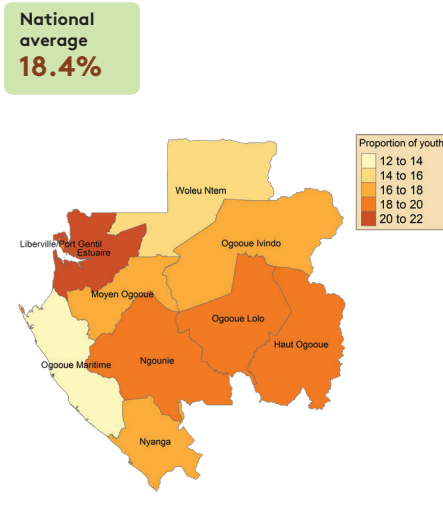 National
average
18.4%
Proportion of youth
12 to 14
14 to 16
16 to 18
18 to 20
20 to 22
Woleu Ntem
Liberville/Port Gentil
Estuaire
Ogooue Ivindo
Moyen Ogooue
Ogooue Lolo
Haut Ogooue
Ogooue Maritime
Ngounie
Nyanga